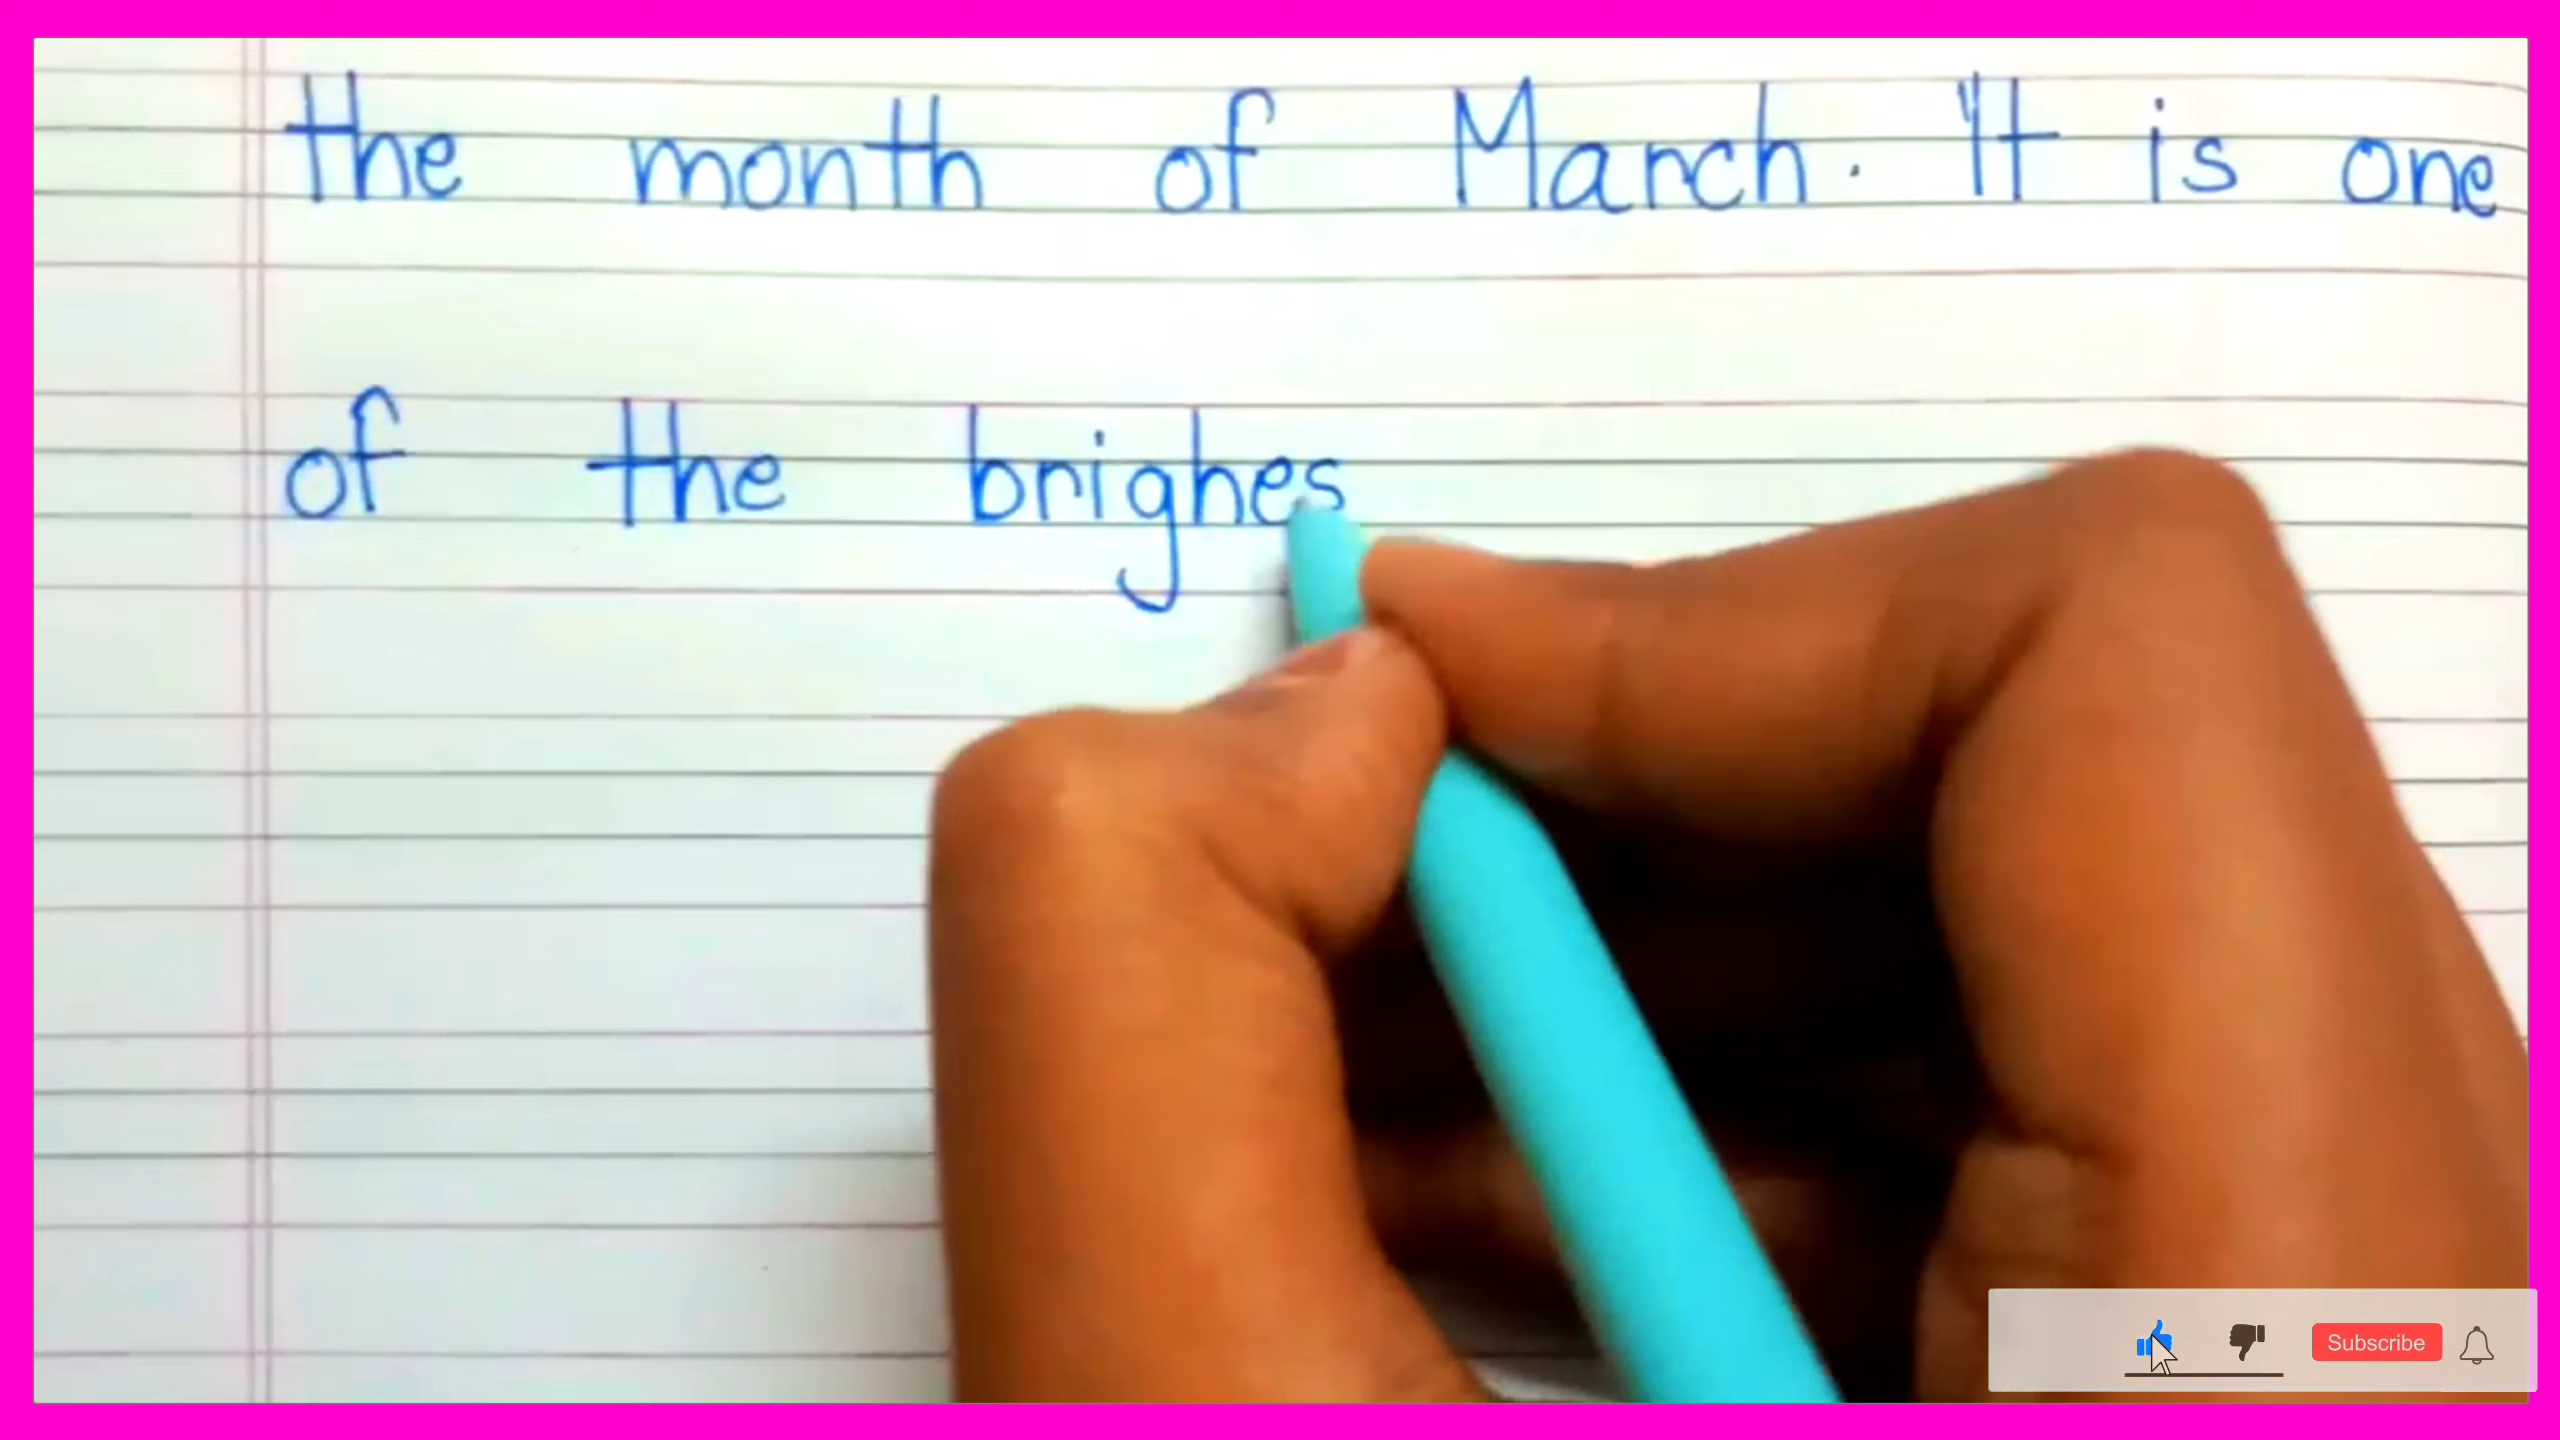 the month of March. It is one
of the brighes
Subscribe